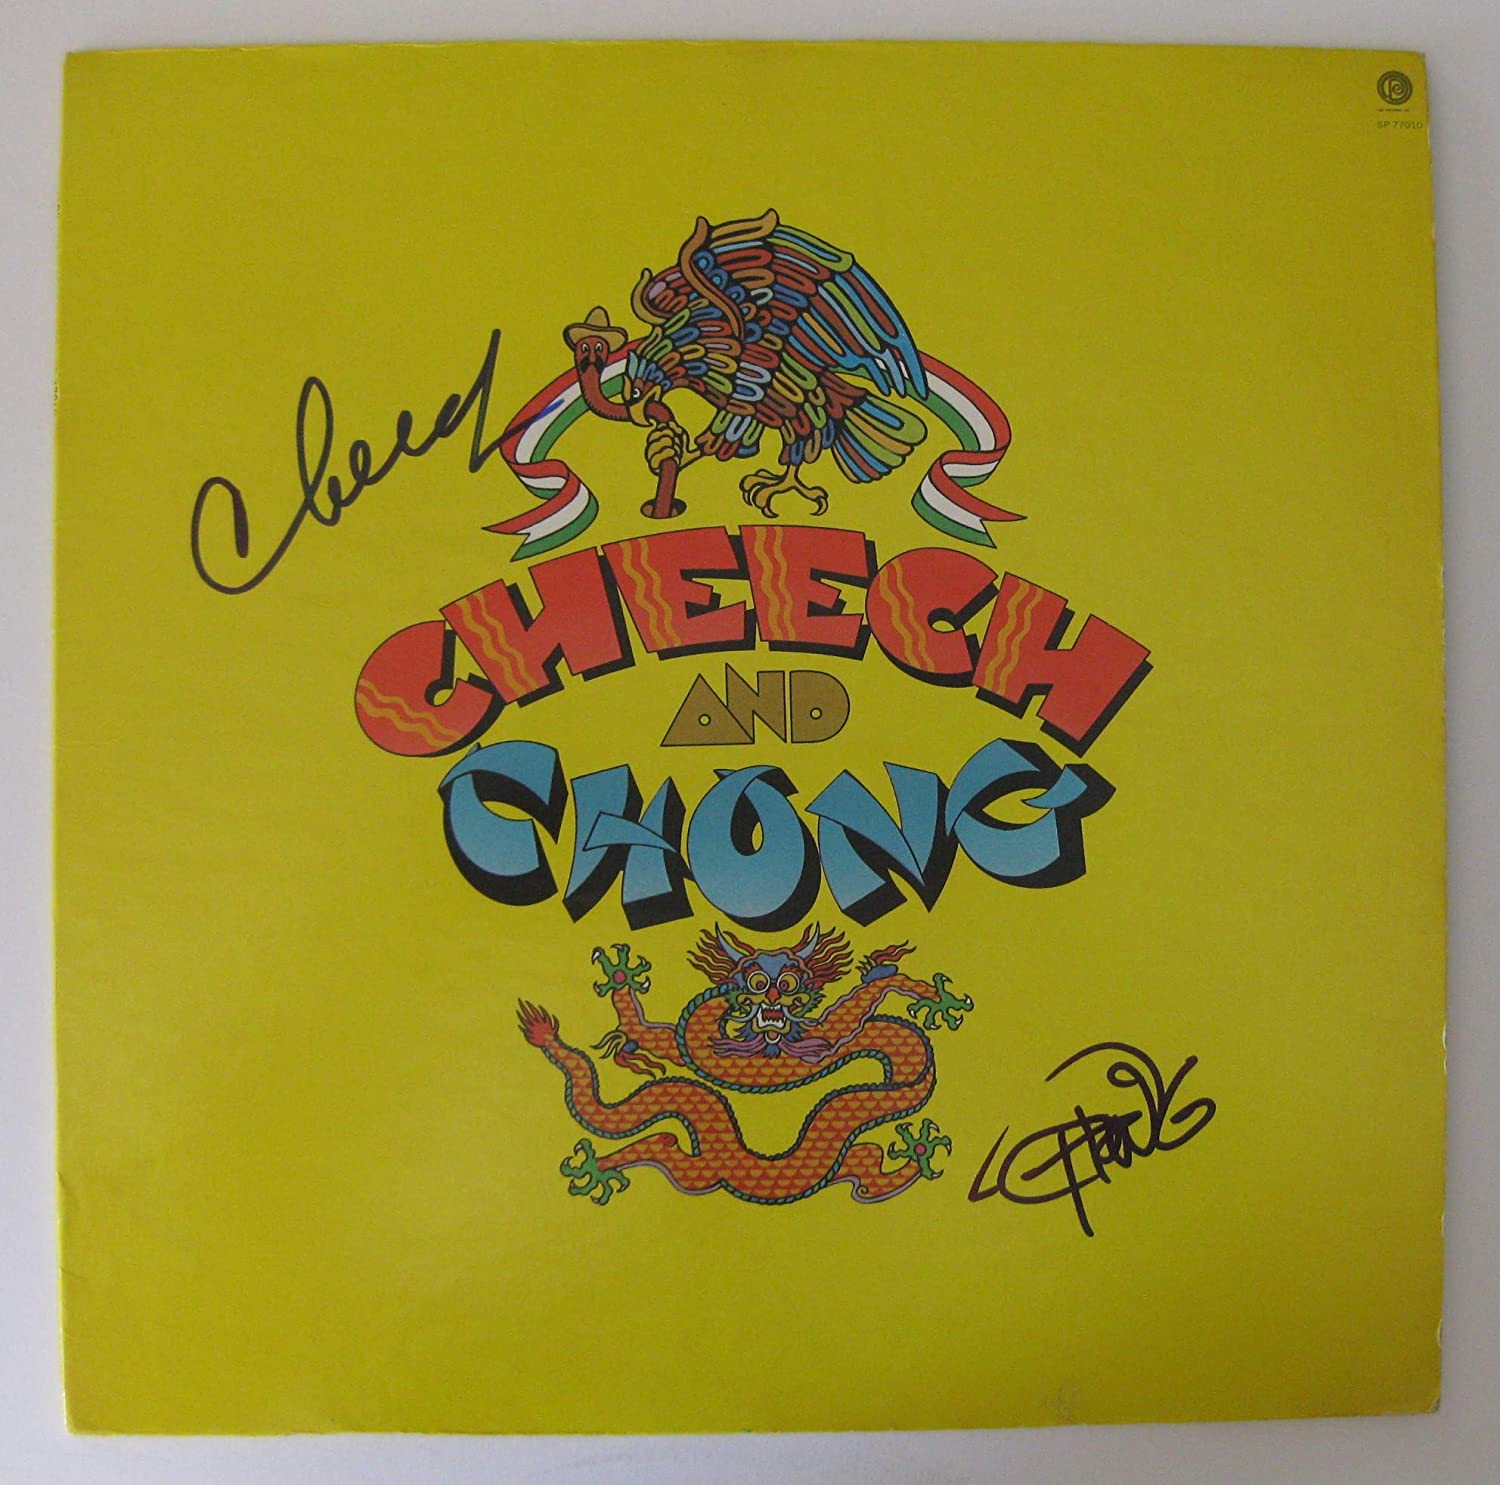 SP 77010
Cheech
CHEECH
AND
CHONG
Chong